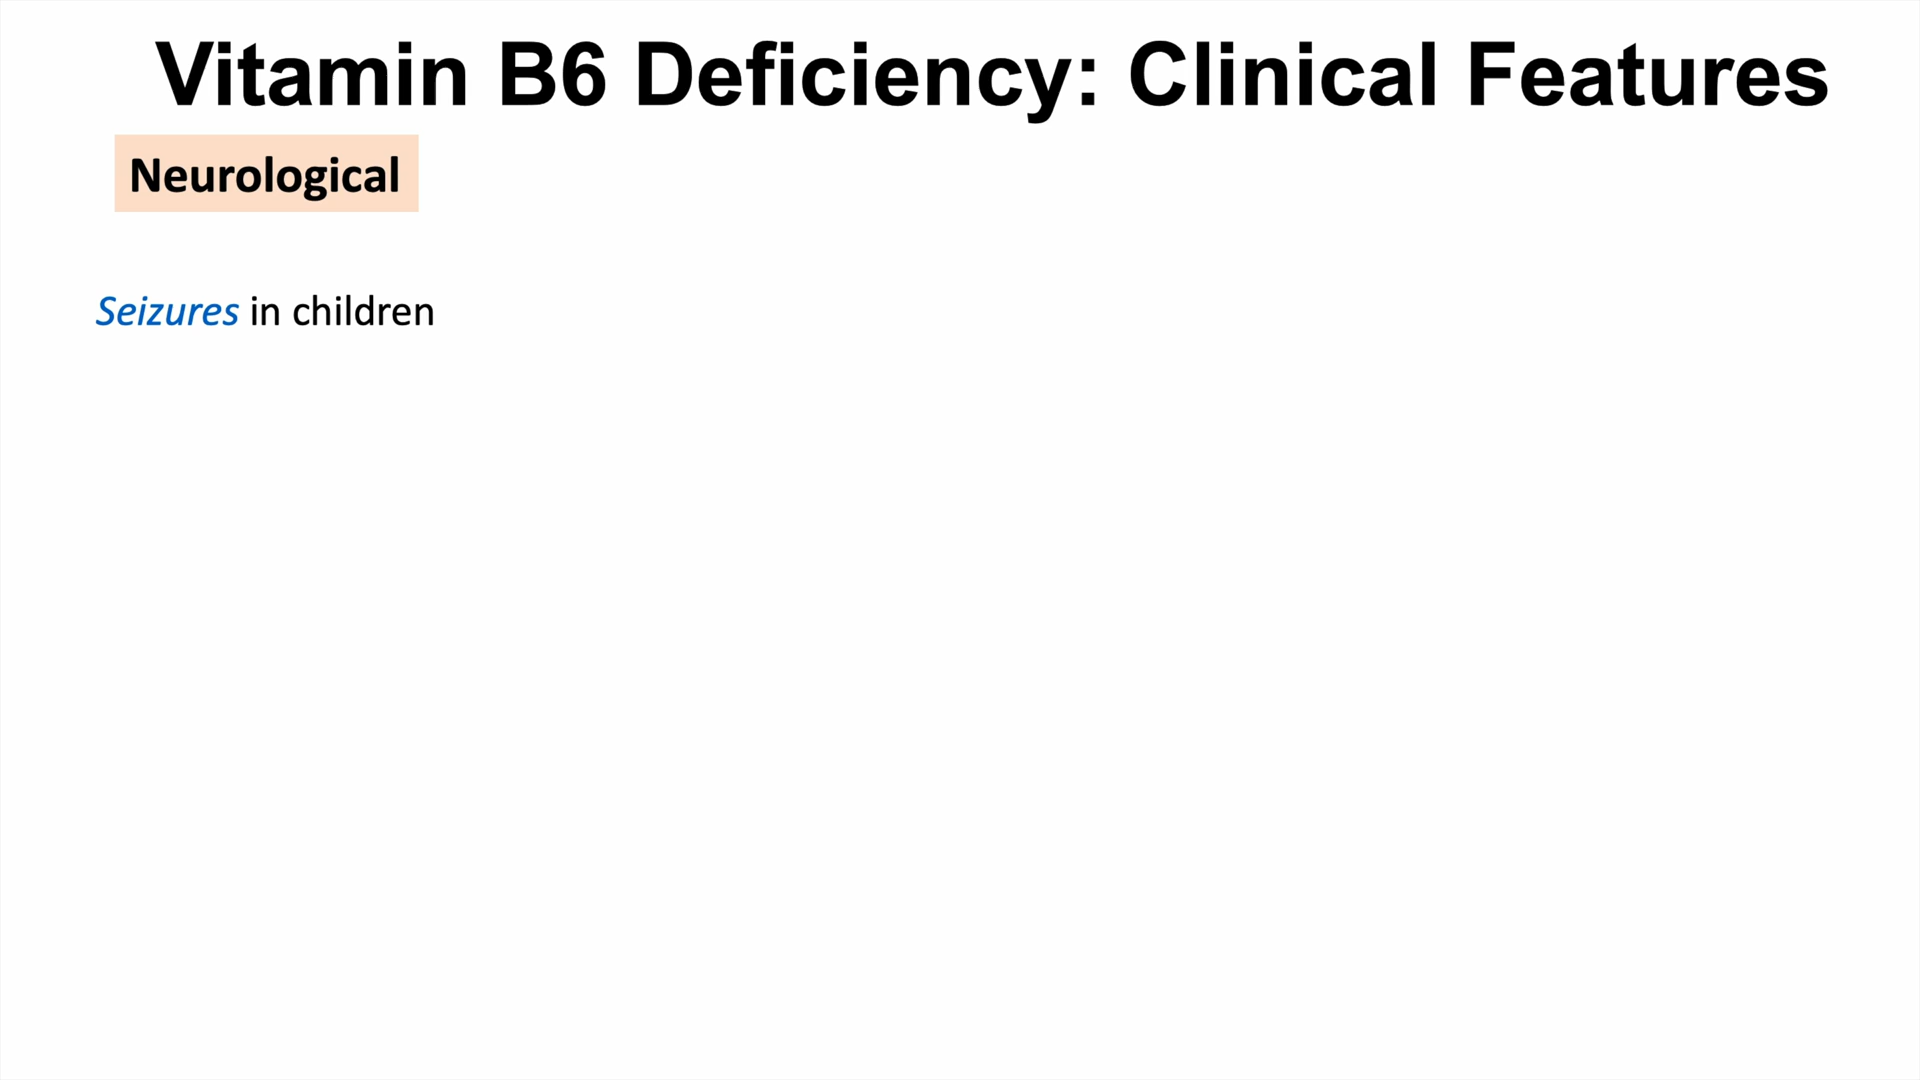 Vitamin B6 Deficiency: Clinical Features
Neurological
Seizures in children